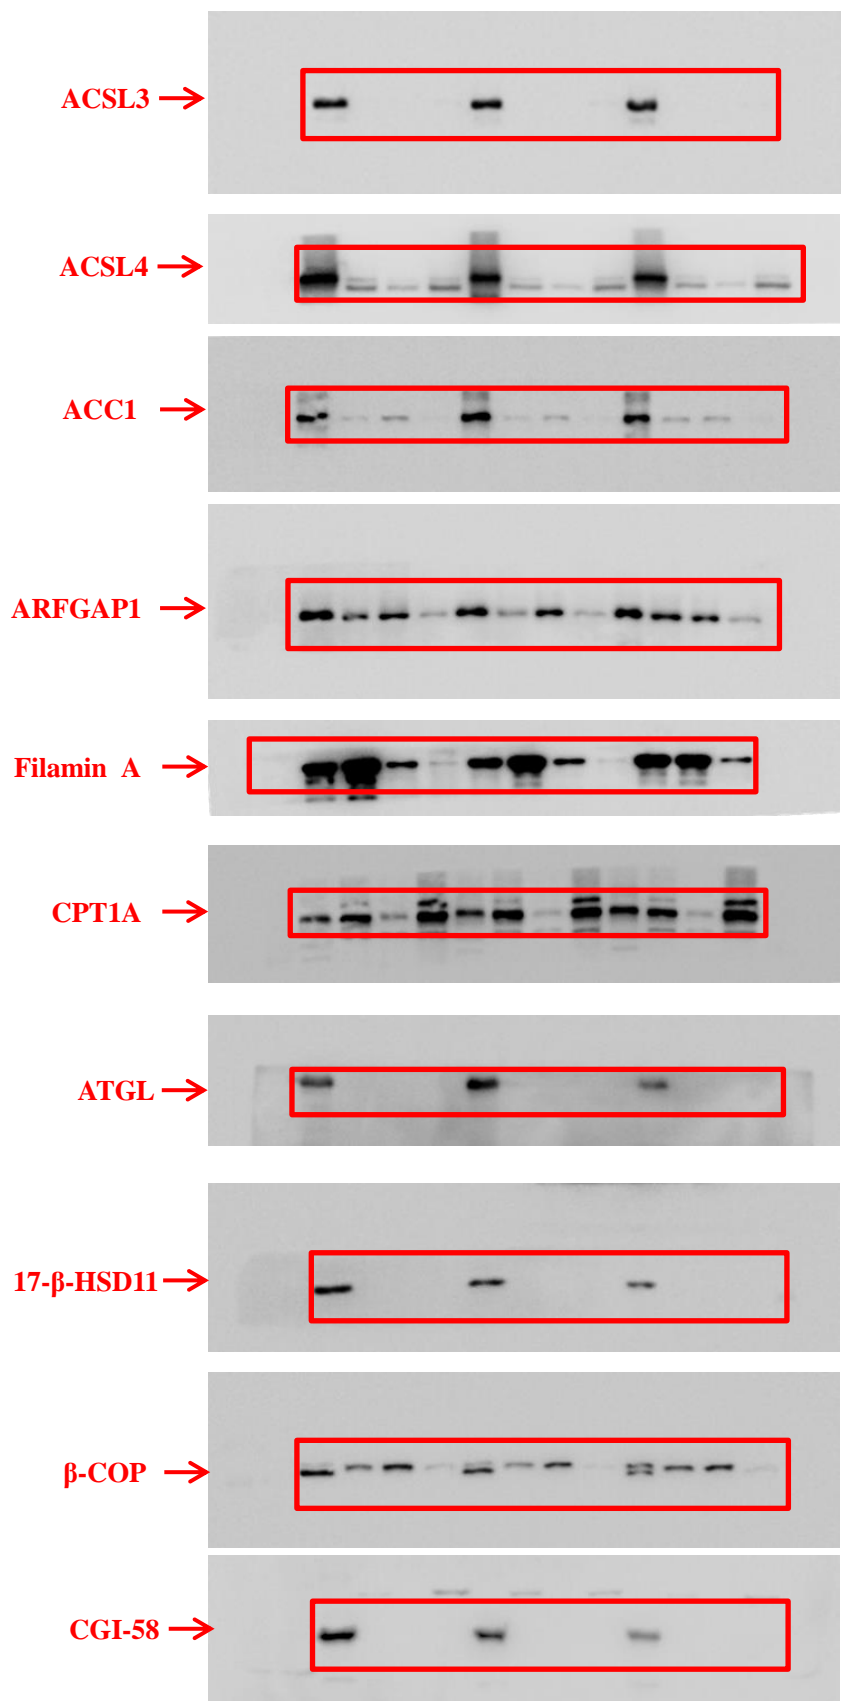 ACSL3
ACSL4
ACC1
ARFGAP1
Filamin A
CPT1A
ATGL
17-β-HSD11
β-COP
CGI-58